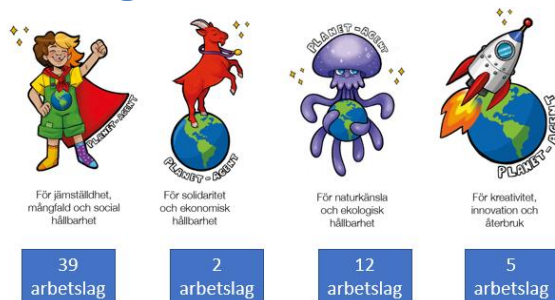 PLANET-AGENT
För jämställdhet,
mångfald och social
hållbarhet
39
arbetslag
PLANET-AGENT
För solidaritet
och ekonomisk
hållbarhet
2
arbetslag
PLANET-AGENT
För naturkänsla
och ekologisk
hållbarhet
12
arbetslag
PLANET-AGENT
För kreativitet,
innovation och
återbruk
5
arbetslag